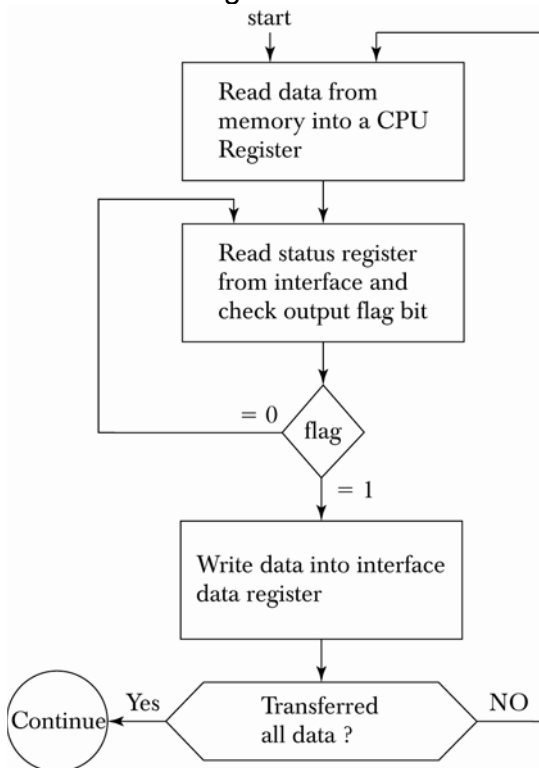 start
Read data from
memory into a CPU
Register
Read status register
from interface and
check output flag bit
= 0
flag
= 1
Write data into interface
data register
Continue
Yes
Transferred
all data ?
NO